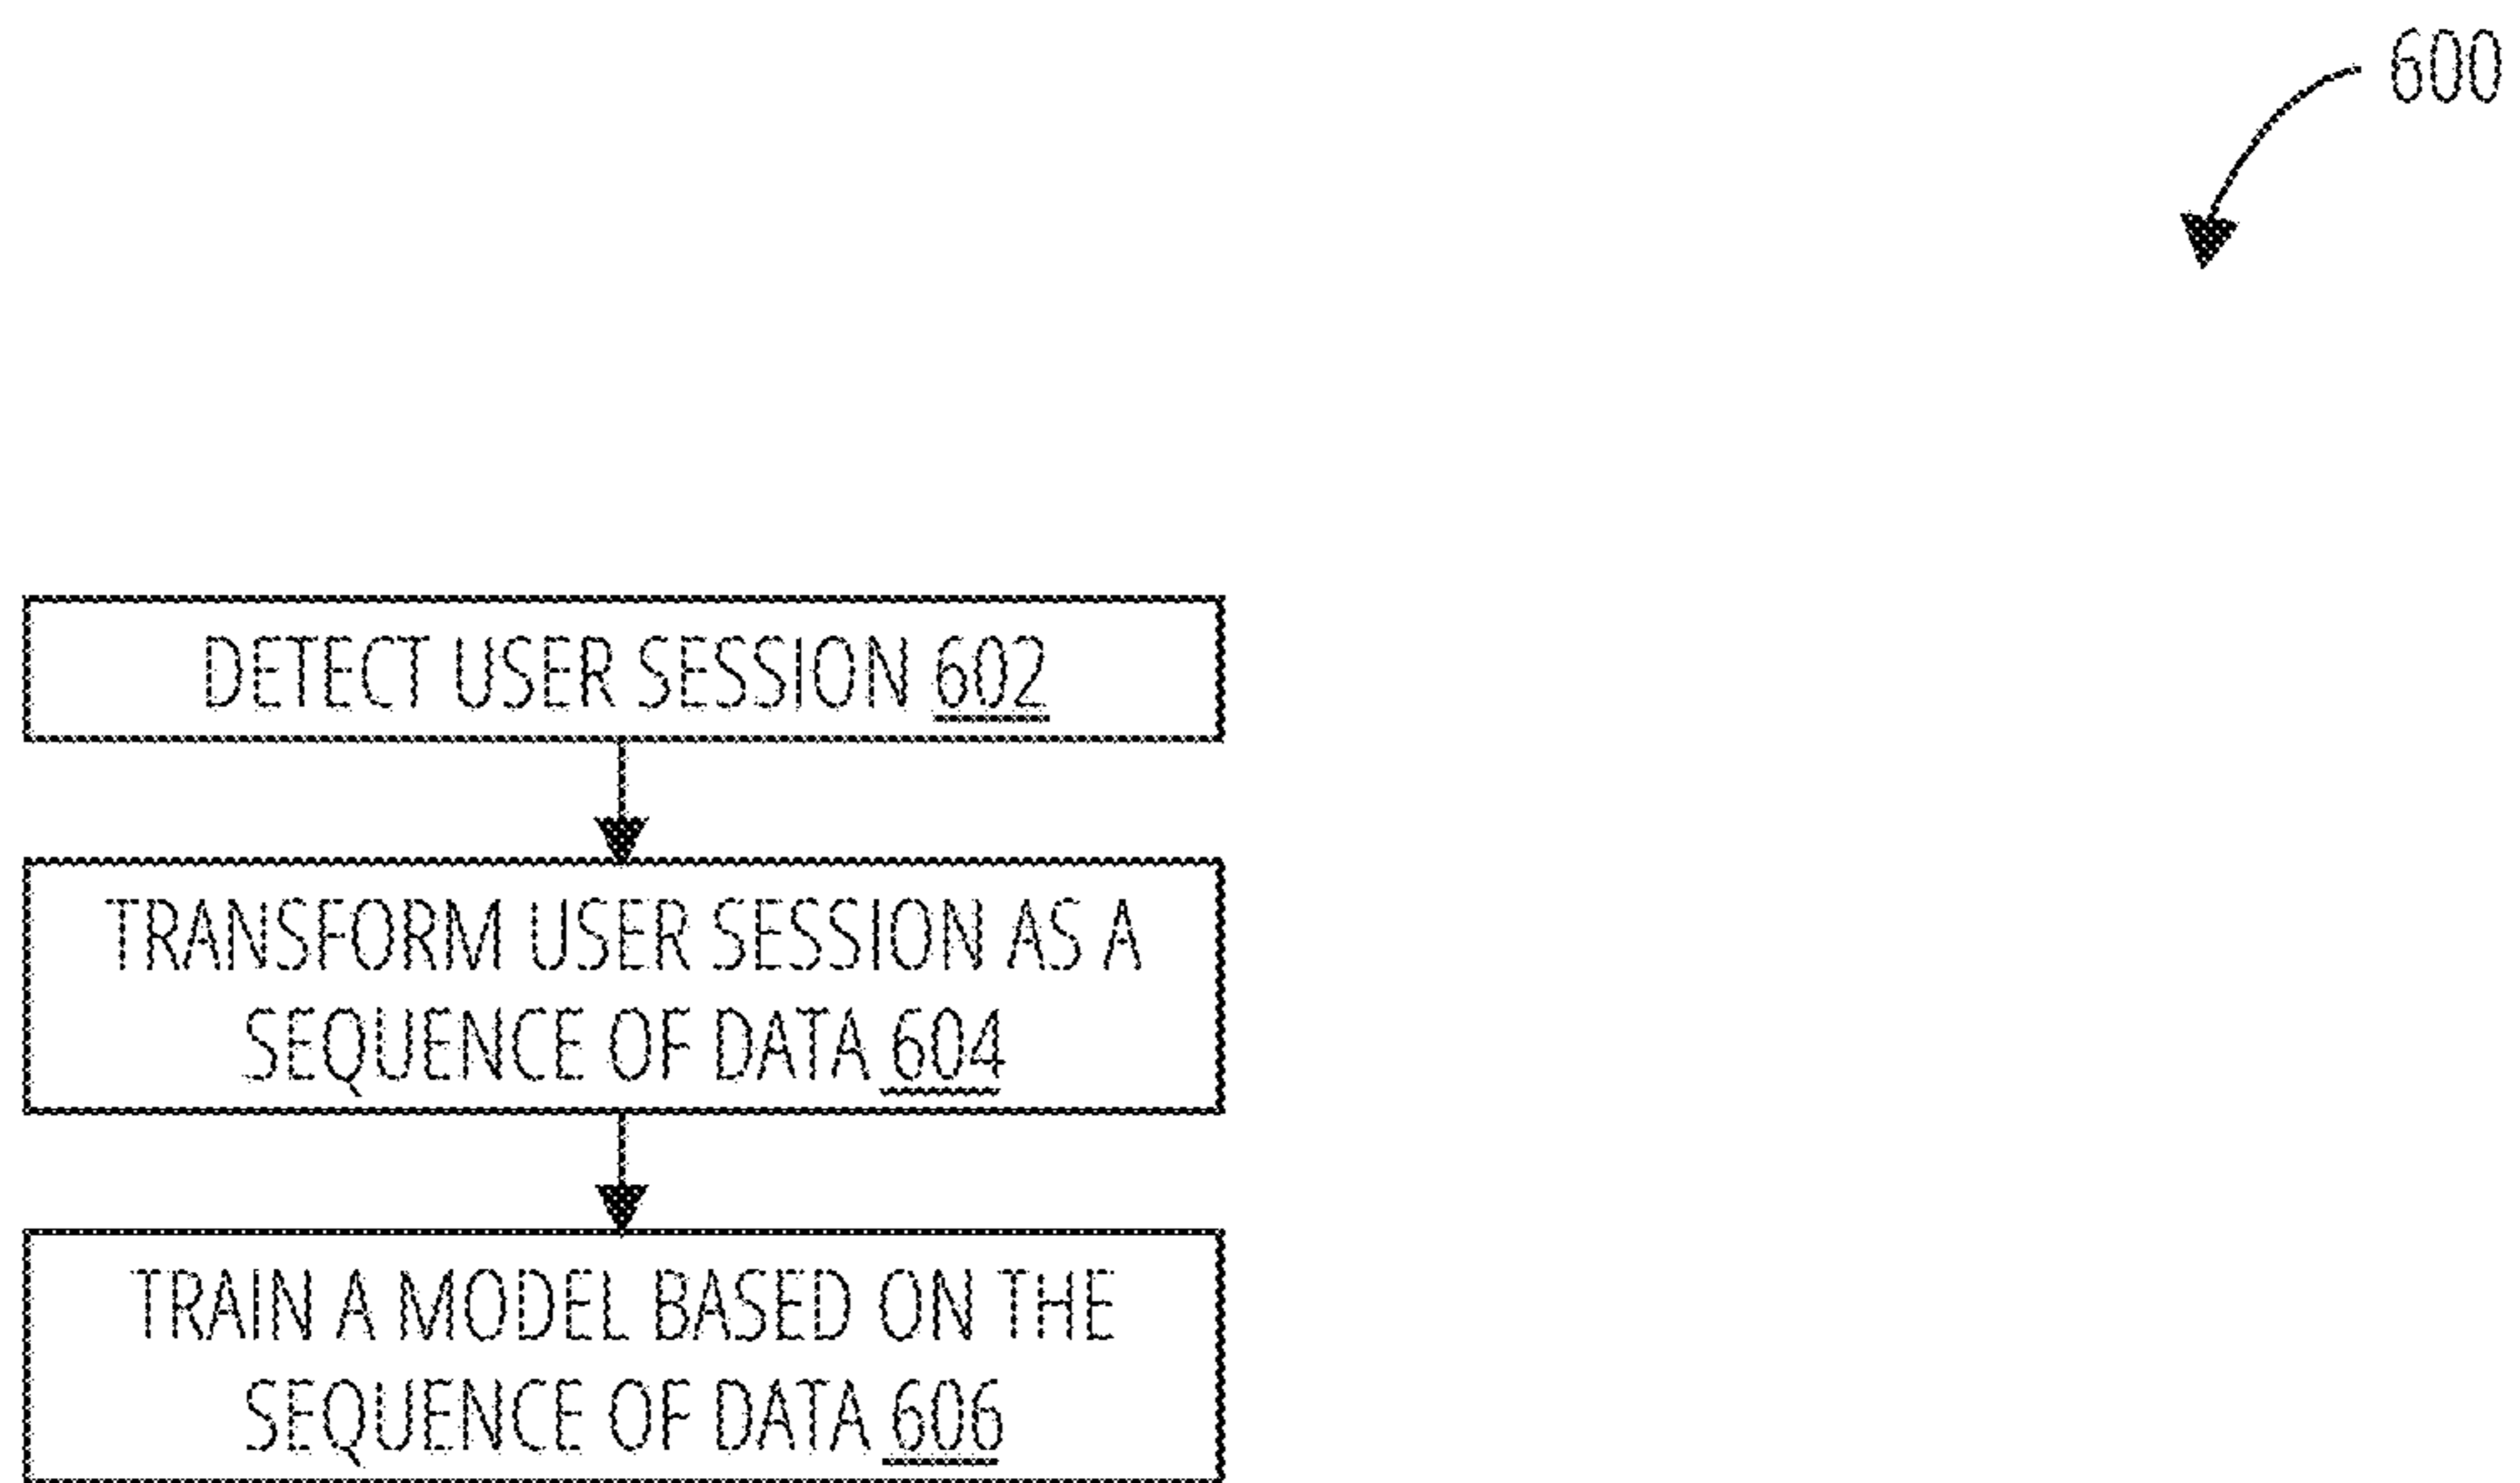 600
DETECT USER SESSION 602
TRANSFORM USER SESSION AS A
SEQUENCE OF DATA 604
TRAIN A MODEL BASED ON THE
SEQUENCE OF DATA 606